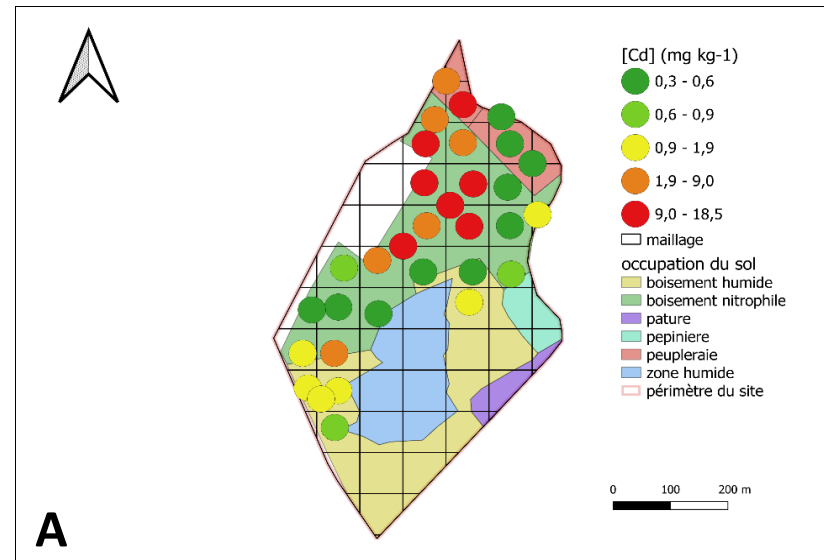 [Cd] (mg kg-1)
0,3 - 0,6
0,6 - 0,9
0,9 - 1,9
1,9 - 9,0
9,0 - 18,5
maillage
occupation du sol
boisement humide
boisement nitrophile
pature
pepiniere
peupleraie
zone humide
périmètre du site
0 100 200 m
A